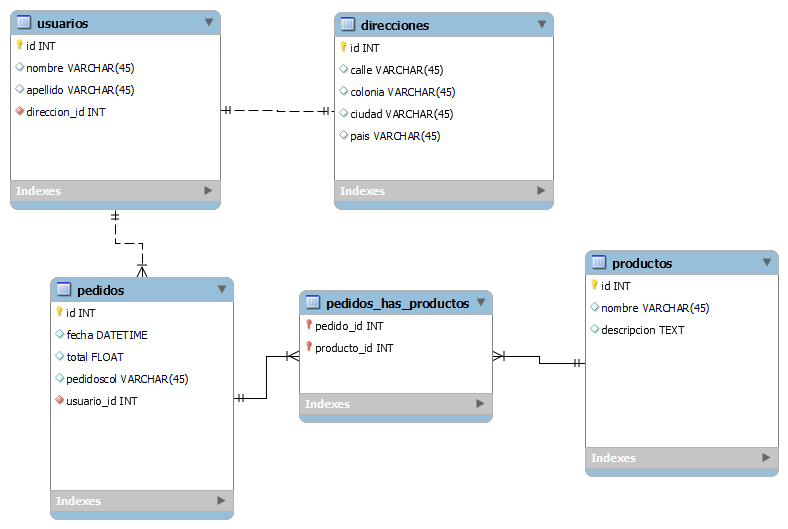 usuarios
id INT
nombre VARCHAR(45)
apellido VARCHAR(45)
direccion_id INT
Indexes
direcciones
id INT
calle VARCHAR(45)
colonia VARCHAR(45)
ciudad VARCHAR(45)
pais VARCHAR(45)
Indexes
pedidos
id INT
fecha DATETIME
total FLOAT
pedidoscol VARCHAR(45)
usuario_id INT
Indexes
pedidos_has_productos
pedido_id INT
producto_id INT
Indexes
productos
id INT
nombre VARCHAR(45)
descripcion TEXT
Indexes